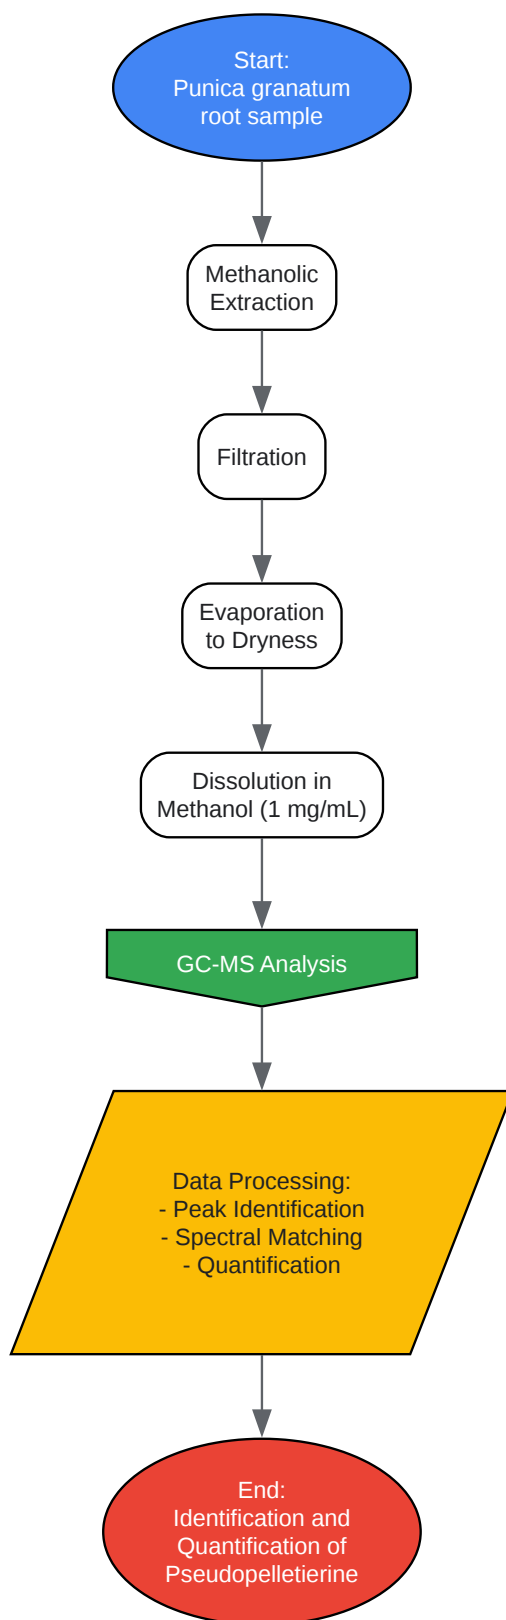 Start:
Punica granatum
root sample
Methanolic
Extraction
Filtration
Evaporation
to Dryness
Dissolution in
Methanol (1 mg/mL)
GC-MS Analysis
Data Processing:
- Peak Identification
- Spectral Matching
- Quantification
End:
Identification and
Quantification of
Pseudopelletierine